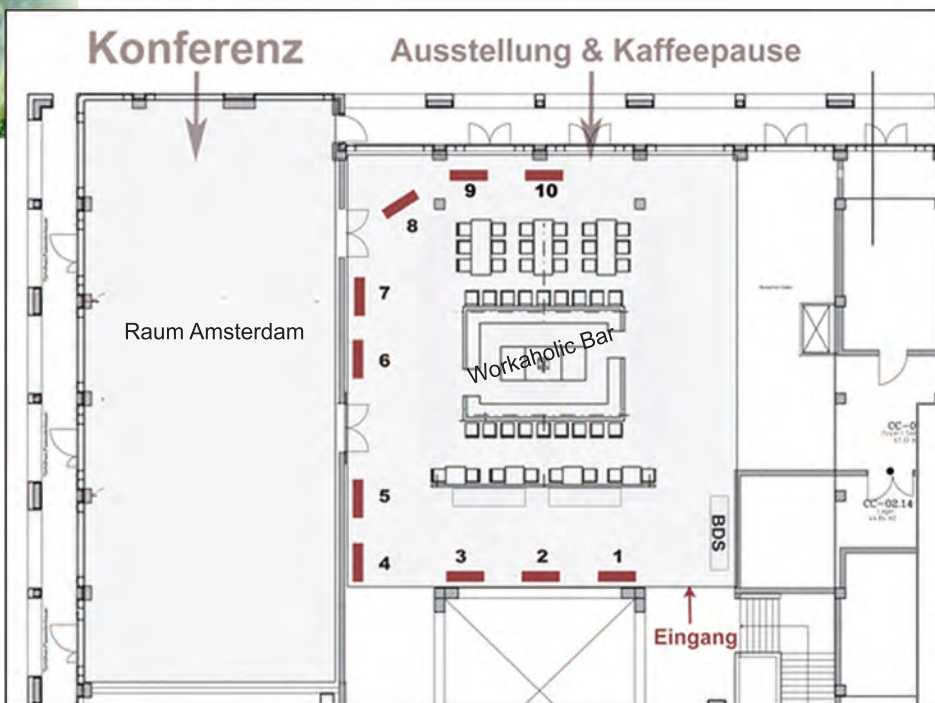 Konferenz
Ausstellung & Kaffeepause
9
10
8
7
Raum Amsterdam
Workaholic Bar
6
5
BDS
CC-02.14
4
3
2
1
Eingang